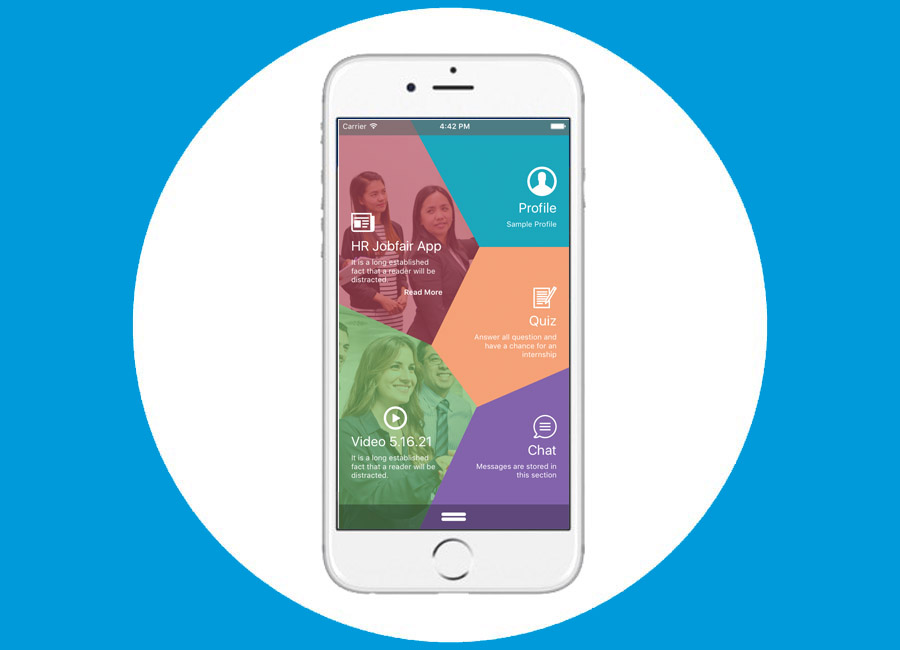 Carrier
4:42 PM
HR Jobfair App
It is a long established
fact that a reader will be
distracted.
Read More
Profile
Sample Profile
Quiz
Answer all question and
have a chance for an
internship
Video 5.16.21
It is a long established
fact that a reader will be
distracted.
Chat
Messages are stored in
this section